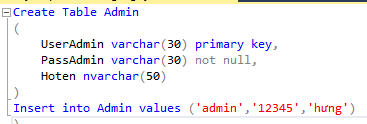 Create Table Admin
(
UserAdmin varchar(30) primary key,
PassAdmin varchar(30) not null,
Hoten nvarchar(50)
)
Insert into Admin values ('admin','12345','hưng')